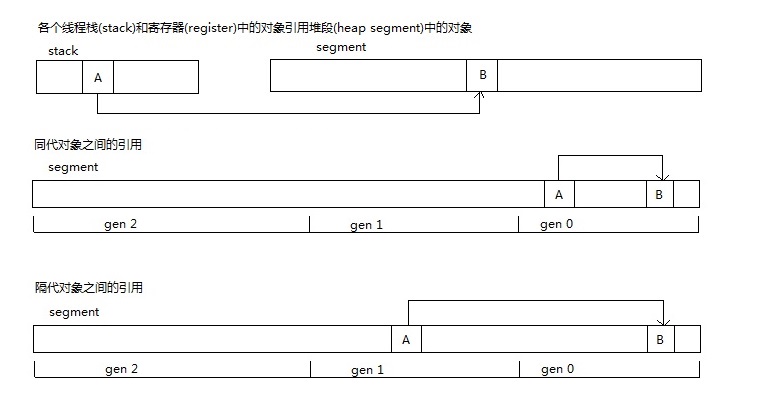 各个线程栈(stack)和寄存器(register)中的对象引用堆段(heap segment)中的对象
stack
segment
A
B
同代对象之间的引用
segment
A
B
gen 2
gen 1
gen 0
隔代对象之间的引用
segment
A
B
gen 2
gen 1
gen 0